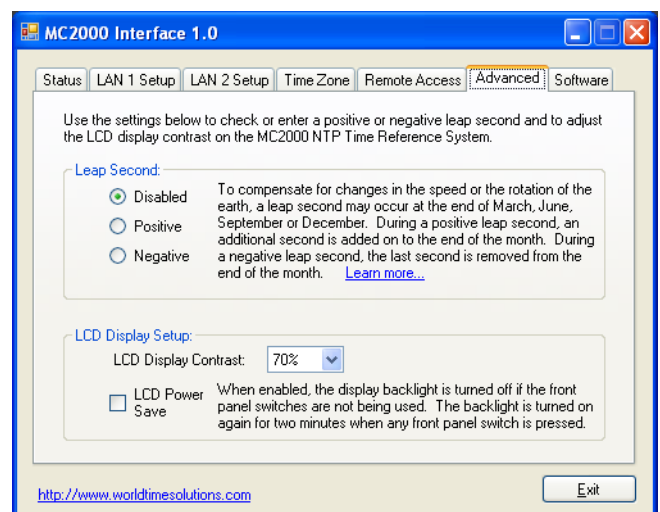 MC2000 Interface 1.0
Status LAN 1 Setup LAN 2 Setup Time Zone Remote Access Advanced Software
Use the settings below to check or enter a positive or negative leap second and to adjust
the LCD display contrast on the MC2000 NTP Time Reference System.
Leap Second:
Disabled
Positive
Negative
To compensate for changes in the speed or the rotation of the
earth, a leap second may occur at the end of March, June,
September or December. During a positive leap second, an
additional second is added on to the end of the month. During
a negative leap second, the last second is removed from the
end of the month. Learn more...
LCD Display Setup:
LCD Display Contrast: 70%
LCD Power
Save
When enabled, the display backlight is turned off if the front
panel switches are not being used. The backlight is turned on
again for two minutes when any front panel switch is pressed.
http://www.worldtimesolutions.com
Exit